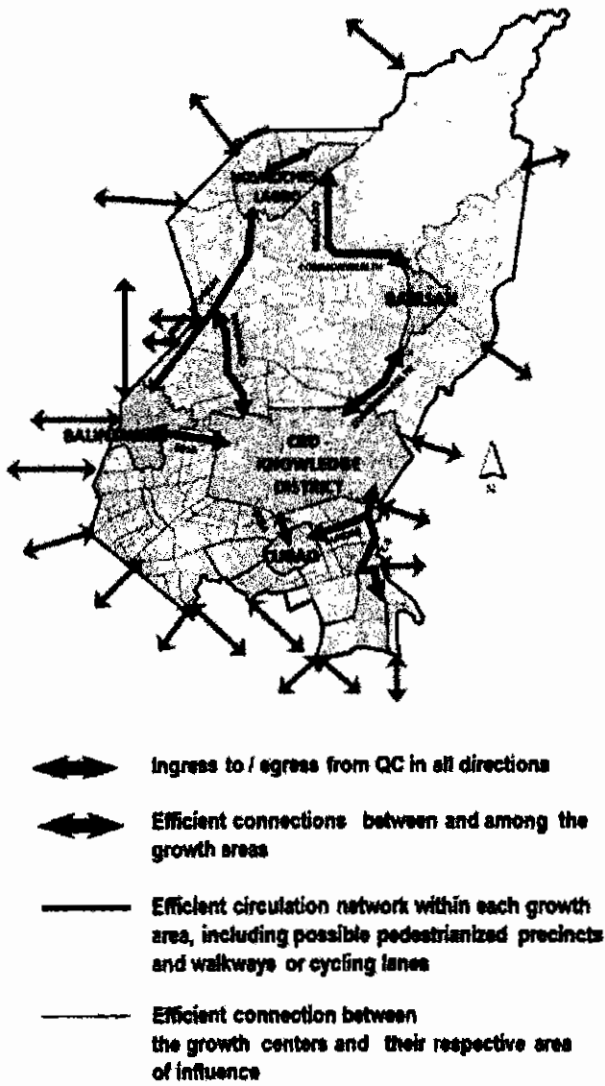 COMMONWEALTH
BATASAN
CBD -
KNOWLEDGE
DISTRICT
CUBAO
N
Ingress to / egress from QC in all directions
Efficient connections between and among the
growth areas
Efficient circulation network within each growth
area, including possible pedestrianized precincts
and walkways or cycling lanes
Efficient connection between
the growth centers and their respective area
of influence